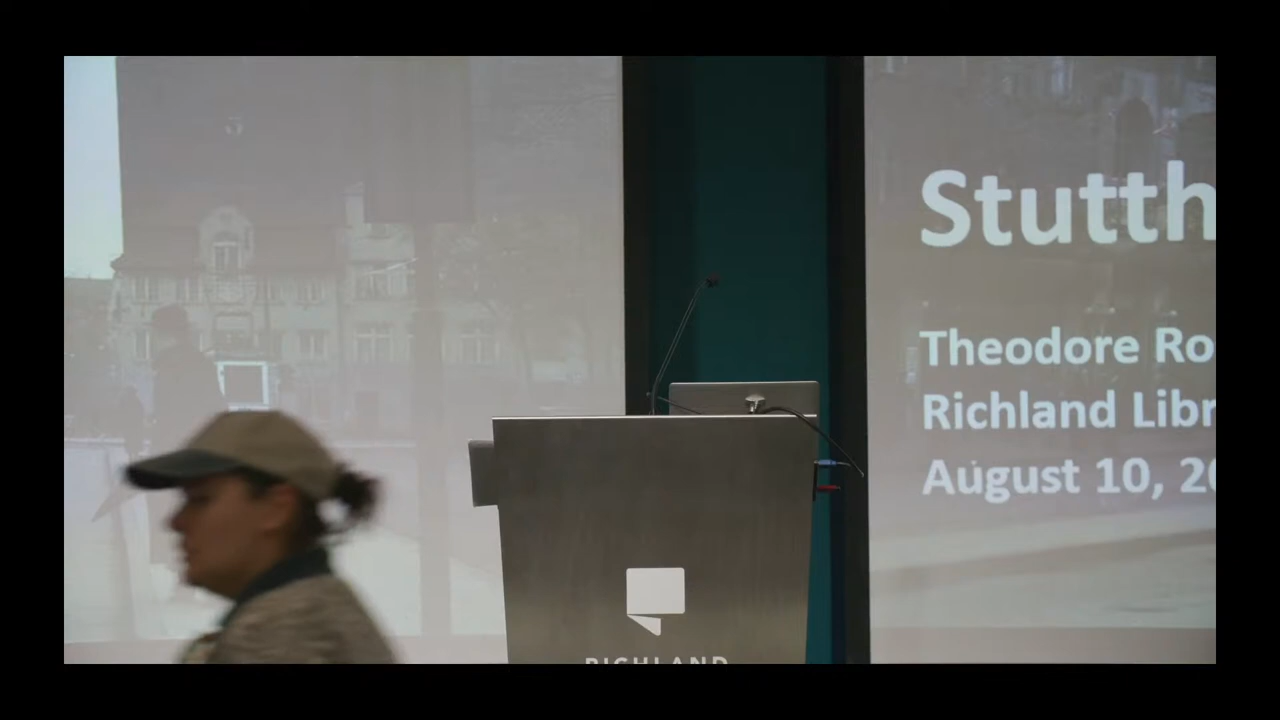 Stutth
Theodore Ro
Richland Libr
August 10, 20
RICHLAND